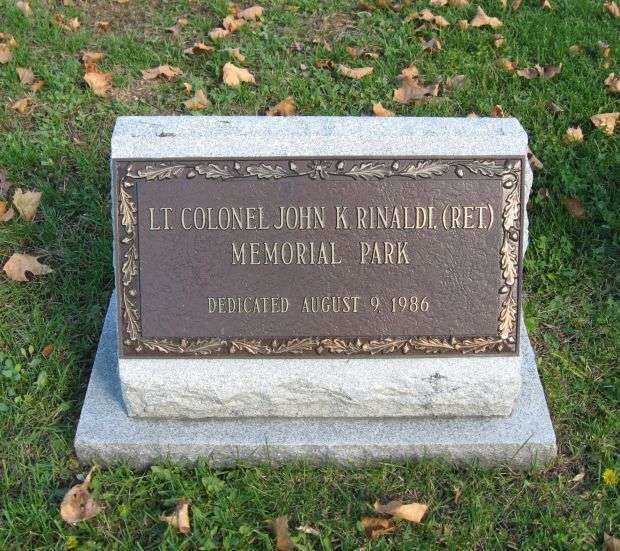 LT. COLONEL JOHN K. RINALDI, (RET.)
MEMORIAL PARK
DEDICATED AUGUST 9, 1986